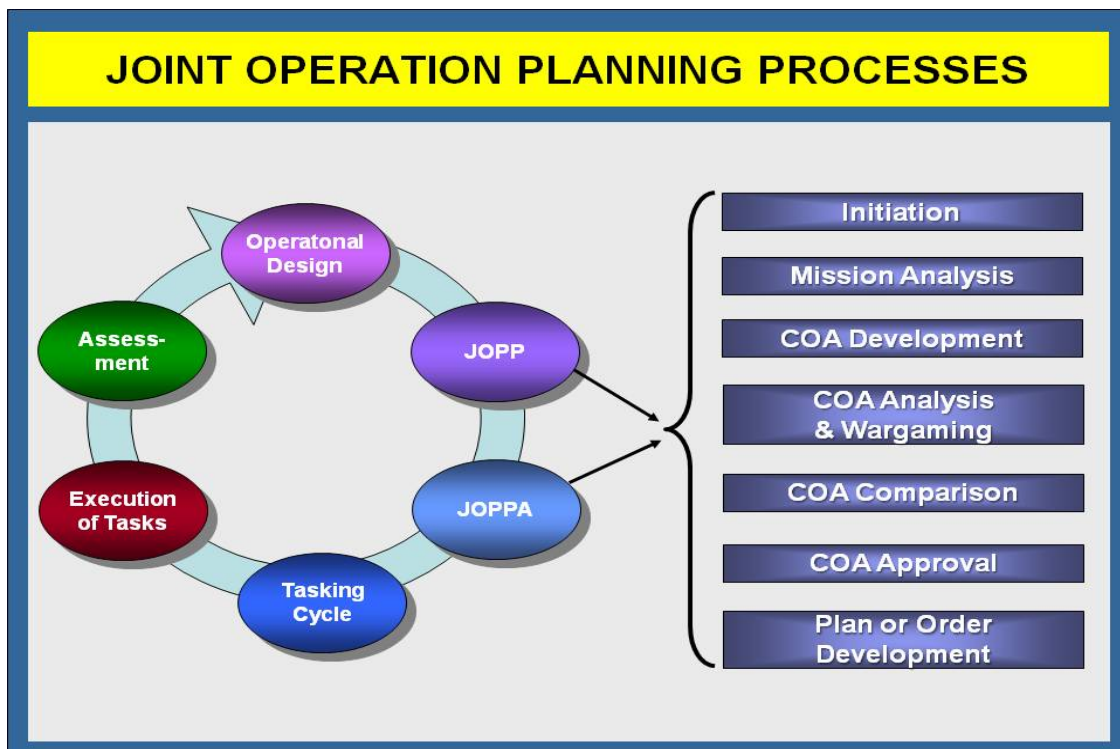 JOINT OPERATION PLANNING PROCESSES
Operatonal
Design
JOPP
JOPPA
Tasking
Cycle
Execution
of Tasks
Assess-
ment
Initiation
Mission Analysis
COA Development
COA Analysis
& Wargaming
COA Comparison
COA Approval
Plan or Order
Development